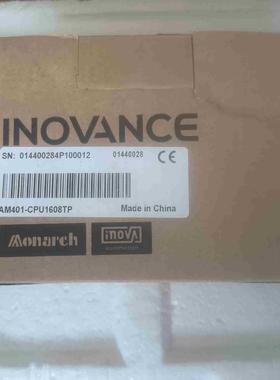 INOVANCE
SN: 014400284P100012 01440028 CE
AM401-CPU1608TP Made in China
Monarch INOVA